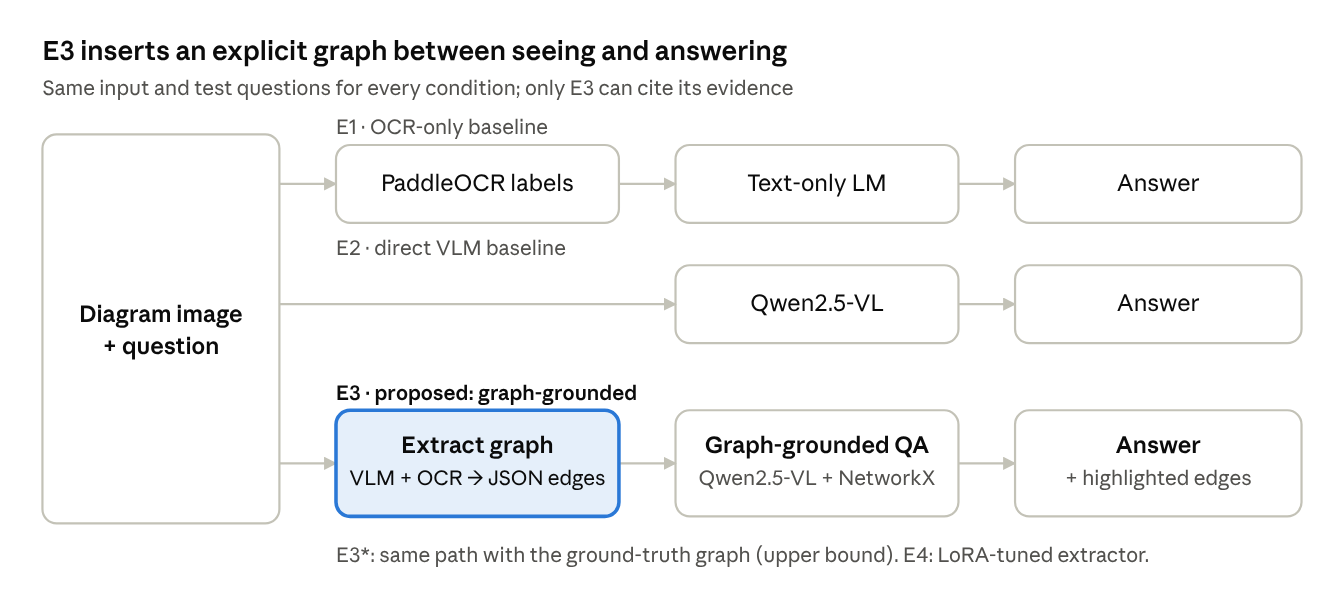 E3 inserts an explicit graph between seeing and answering
Same input and test questions for every condition; only E3 can cite its evidence
E1 · OCR-only baseline
PaddleOCR labels
Text-only LM
Answer
E2 · direct VLM baseline
Diagram image
+ question
Qwen2.5-VL
Answer
E3 · proposed: graph-grounded
Extract graph
VLM + OCR → JSON edges
Graph-grounded QA
Qwen2.5-VL + NetworkX
Answer
+ highlighted edges
E3*: same path with the ground-truth graph (upper bound). E4: LoRA-tuned extractor.